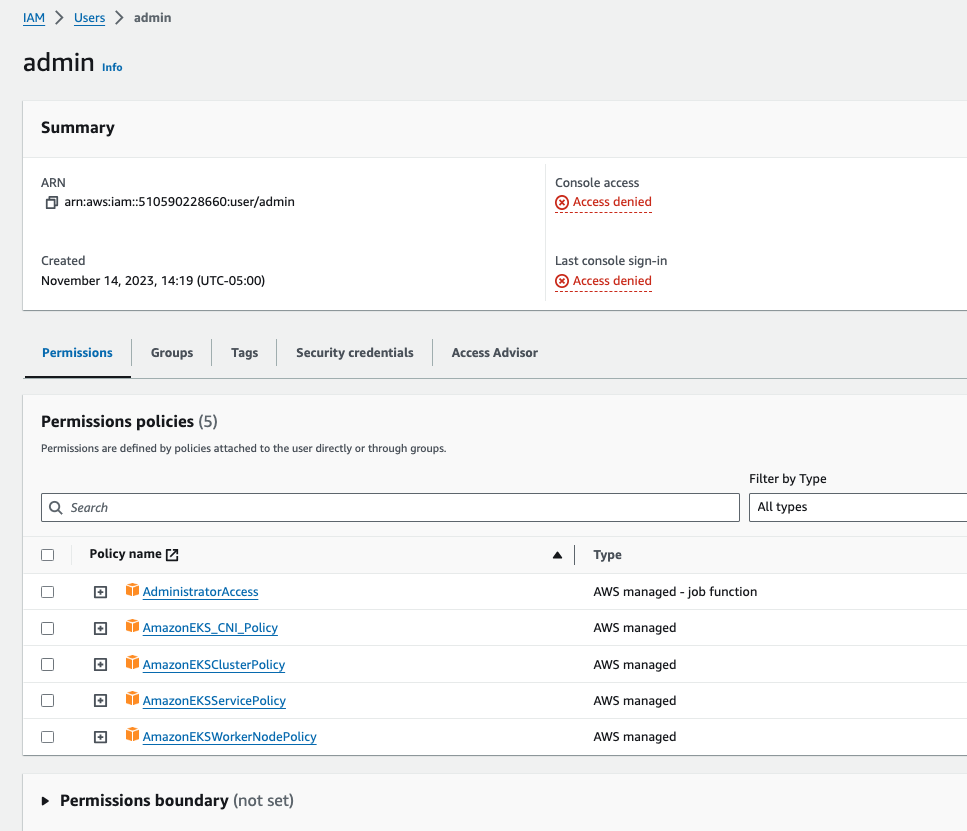 IAM > Users > admin
admin Info
Summary
ARN
arn:aws:iam::510590228660:user/admin
Console access
Access denied
Created
November 14, 2023, 14:19 (UTC-05:00)
Last console sign-in
Access denied
Permissions Groups Tags Security credentials Access Advisor
Permissions policies (5)
Permissions are defined by policies attached to the user directly or through groups.
Filter by Type
Search
All types
Policy name Type
AdministratorAccess AWS managed - job function
AmazonEKS_CNI_Policy AWS managed
AmazonEKSClusterPolicy AWS managed
AmazonEKSServicePolicy AWS managed
AmazonEKSWorkerNodePolicy AWS managed
Permissions boundary (not set)